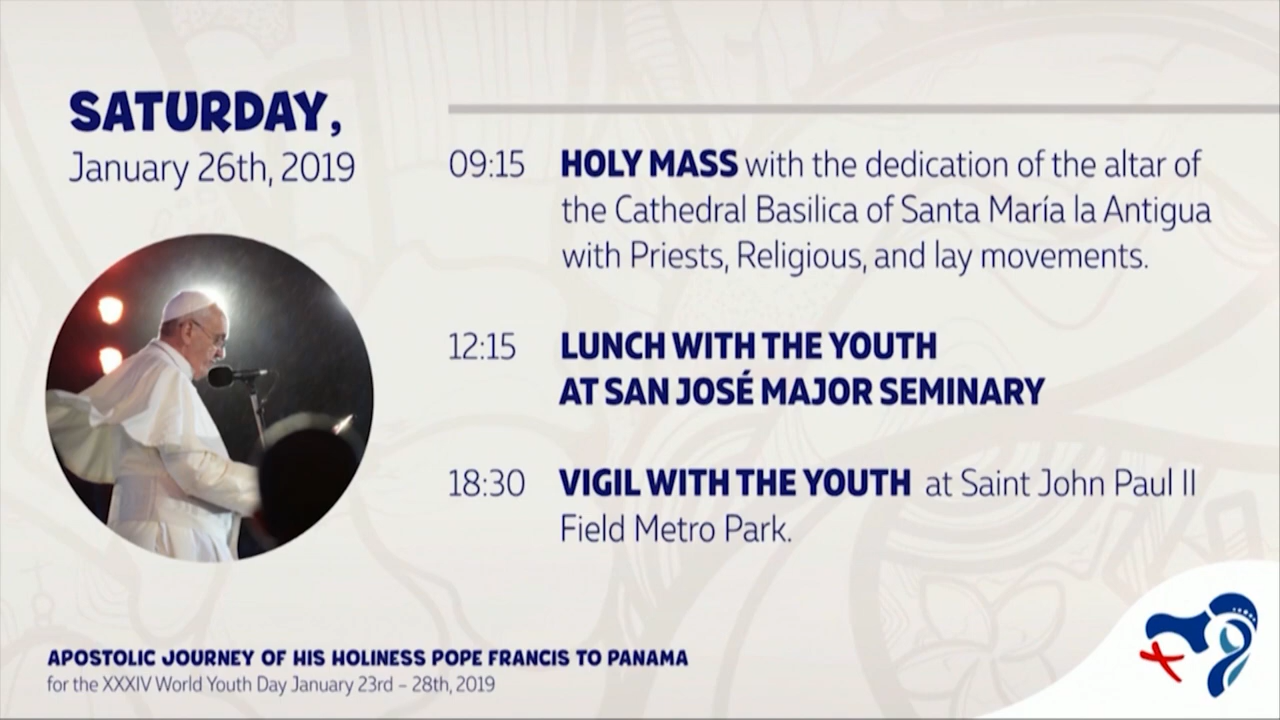 SATURDAY,
January 26th, 2019
09:15 HOLY MASS with the dedication of the altar of
the Cathedral Basilica of Santa María la Antigua
with Priests, Religious, and lay movements.
12:15 LUNCH WITH THE YOUTH
AT SAN JOSÉ MAJOR SEMINARY
18:30 VIGIL WITH THE YOUTH at Saint John Paul II
Field Metro Park.
APOSTOLIC JOURNEY OF HIS HOLINESS POPE FRANCIS TO PANAMA
for the XXXIV World Youth Day January 23rd – 28th, 2019